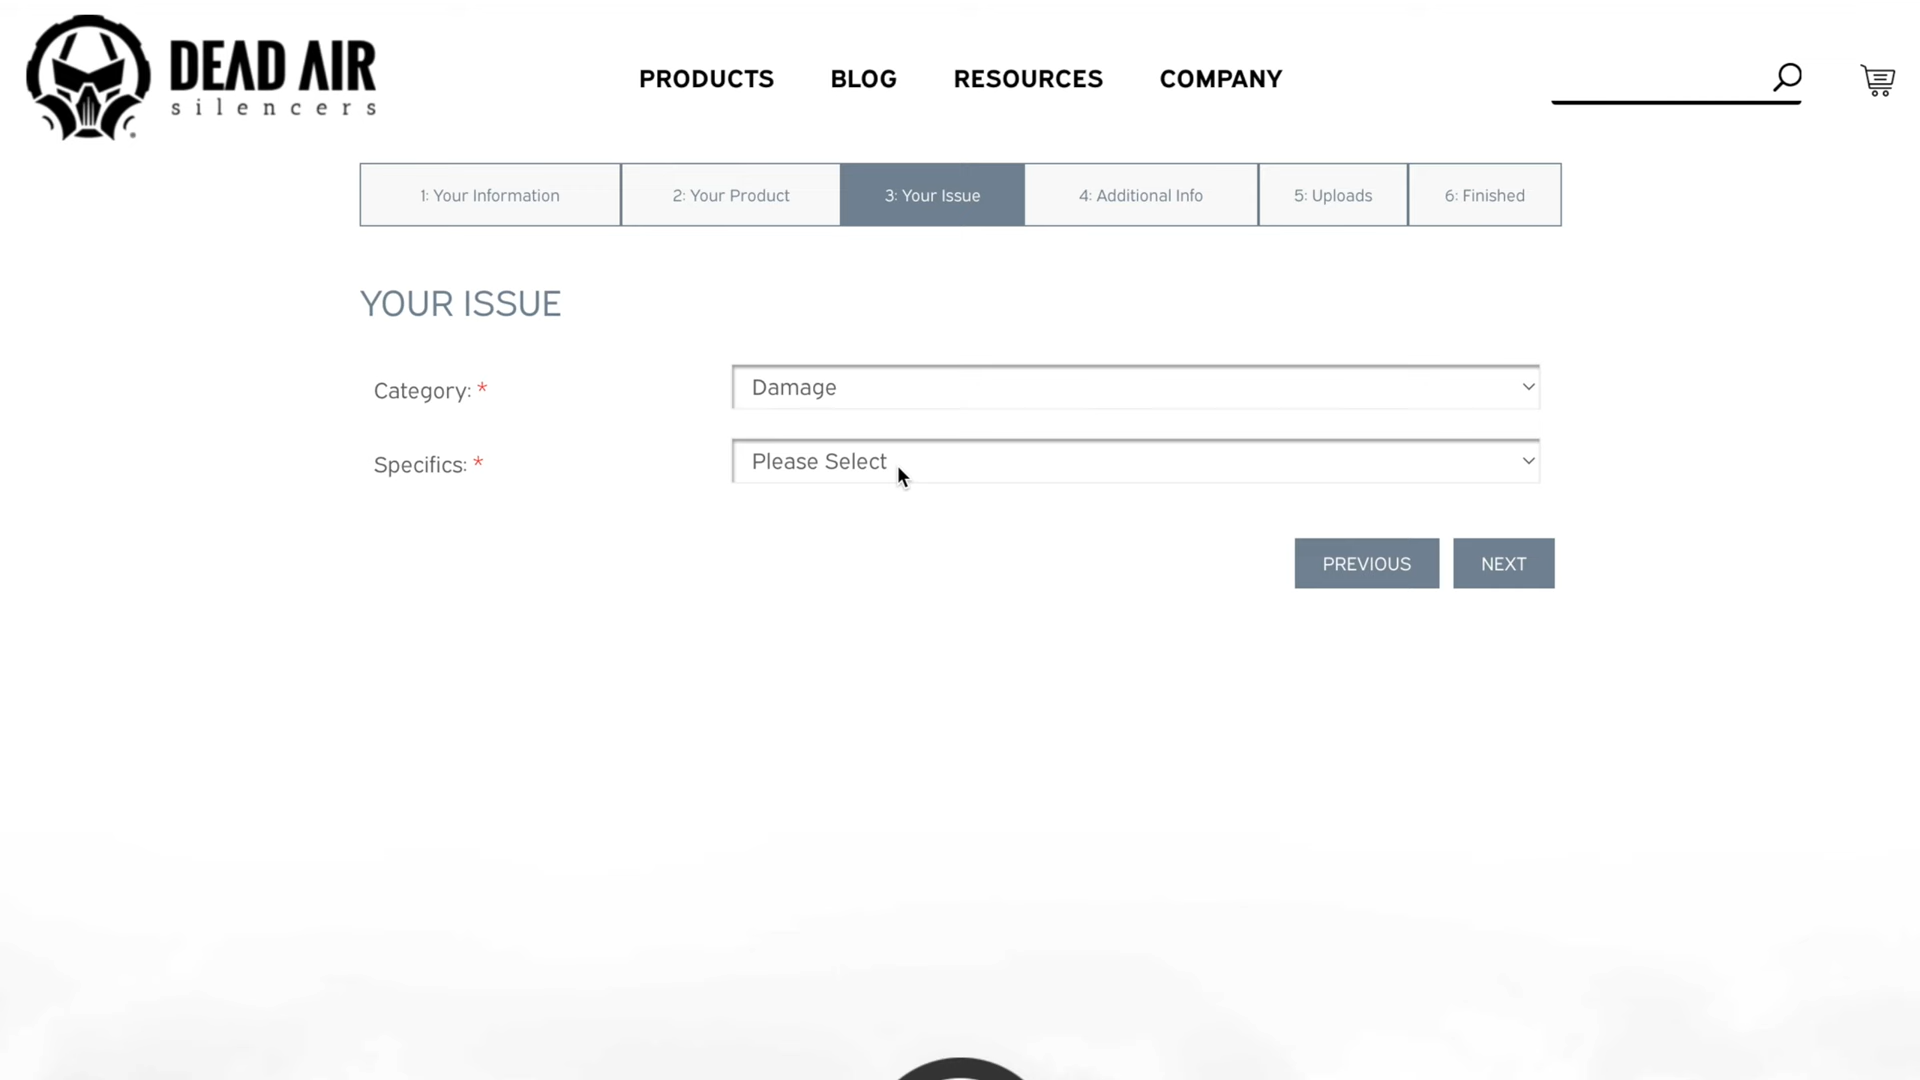 DEAD AIR
silencers
PRODUCTS BLOG RESOURCES COMPANY
1: Your Information 2: Your Product 3: Your Issue 4: Additional Info 5: Uploads 6: Finished
YOUR ISSUE
Category: * Damage
Specifics: * Please Select
PREVIOUS NEXT